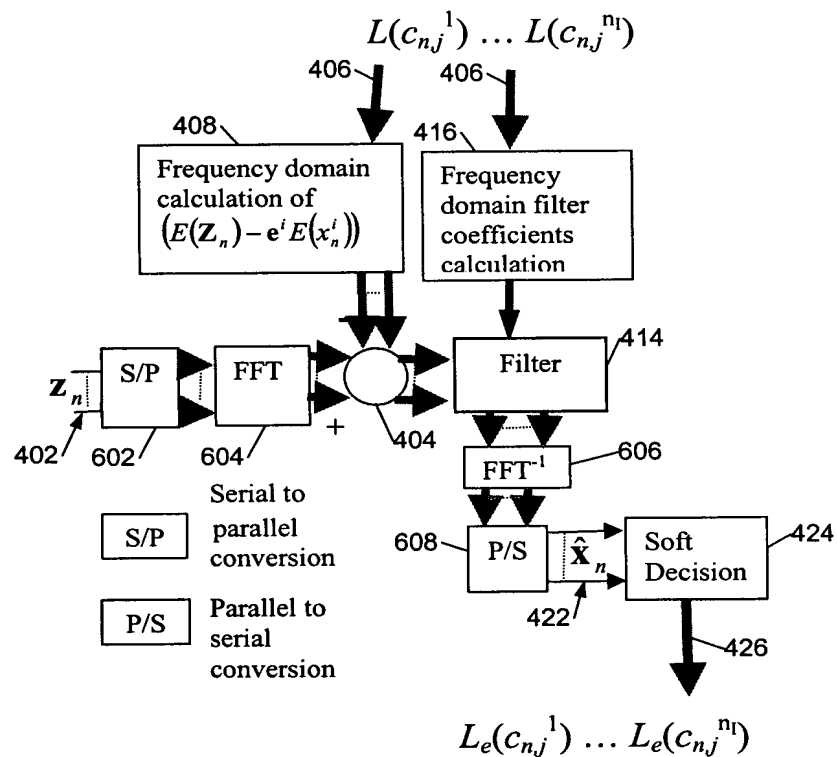 L(c_{n,j}^1) … L(c_{n,j}^{n_I})
406
406
408
416
Frequency domain
calculation of
(E(Z_n) – e^i E(x_n^i))
Frequency
domain filter
coefficients
calculation
–
414
S/P
FFT
Filter
z_n
+
404
402
602
604
606
FFT^{-1}
S/P
Serial to
parallel
conversion
608
P/S
x̂_n
Soft
Decision
424
422
P/S
Parallel to
serial
conversion
426
L_e(c_{n,j}^1) … L_e(c_{n,j}^{n_I})